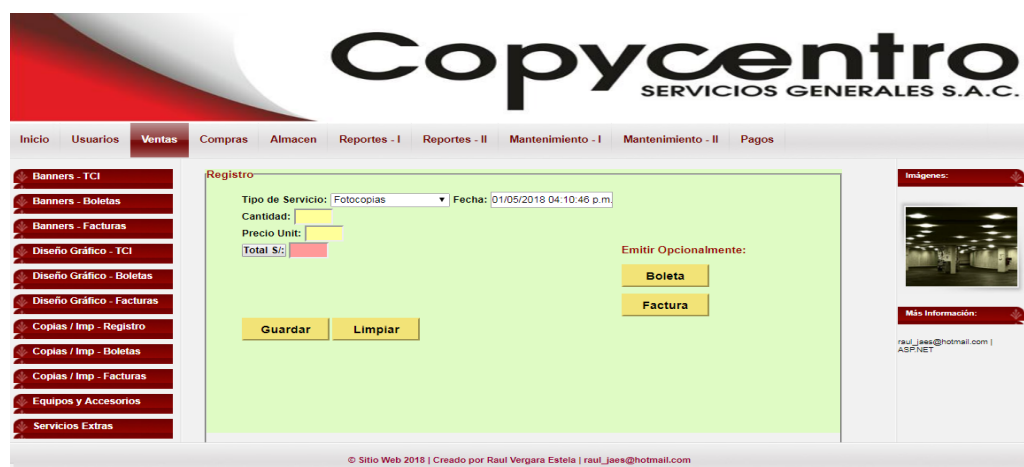 Copycentro
SERVICIOS GENERALES S.A.C.
Inicio Usuarios Ventas Compras Almacen Reportes - I Reportes - II Mantenimiento - I Mantenimiento - II Pagos
Banners - TCI
Banners - Boletas
Banners - Facturas
Diseño Gráfico - TCI
Diseño Gráfico - Boletas
Diseño Gráfico - Facturas
Copias / Imp - Registro
Copias / Imp - Boletas
Copias / Imp - Facturas
Equipos y Accesorios
Servicios Extras
Registro
Tipo de Servicio: Fotocopias Fecha: 01/05/2018 04:10:46 p.m.
Cantidad:
Precio Unit:
Total S/:
Emitir Opcionalmente:
Boleta
Factura
Guardar Limpiar
Imágenes:
Más Información:
raul_jaes@hotmail.com |
ASP.NET
© Sitio Web 2018 | Creado por Raul Vergara Estela | raul_jaes@hotmail.com